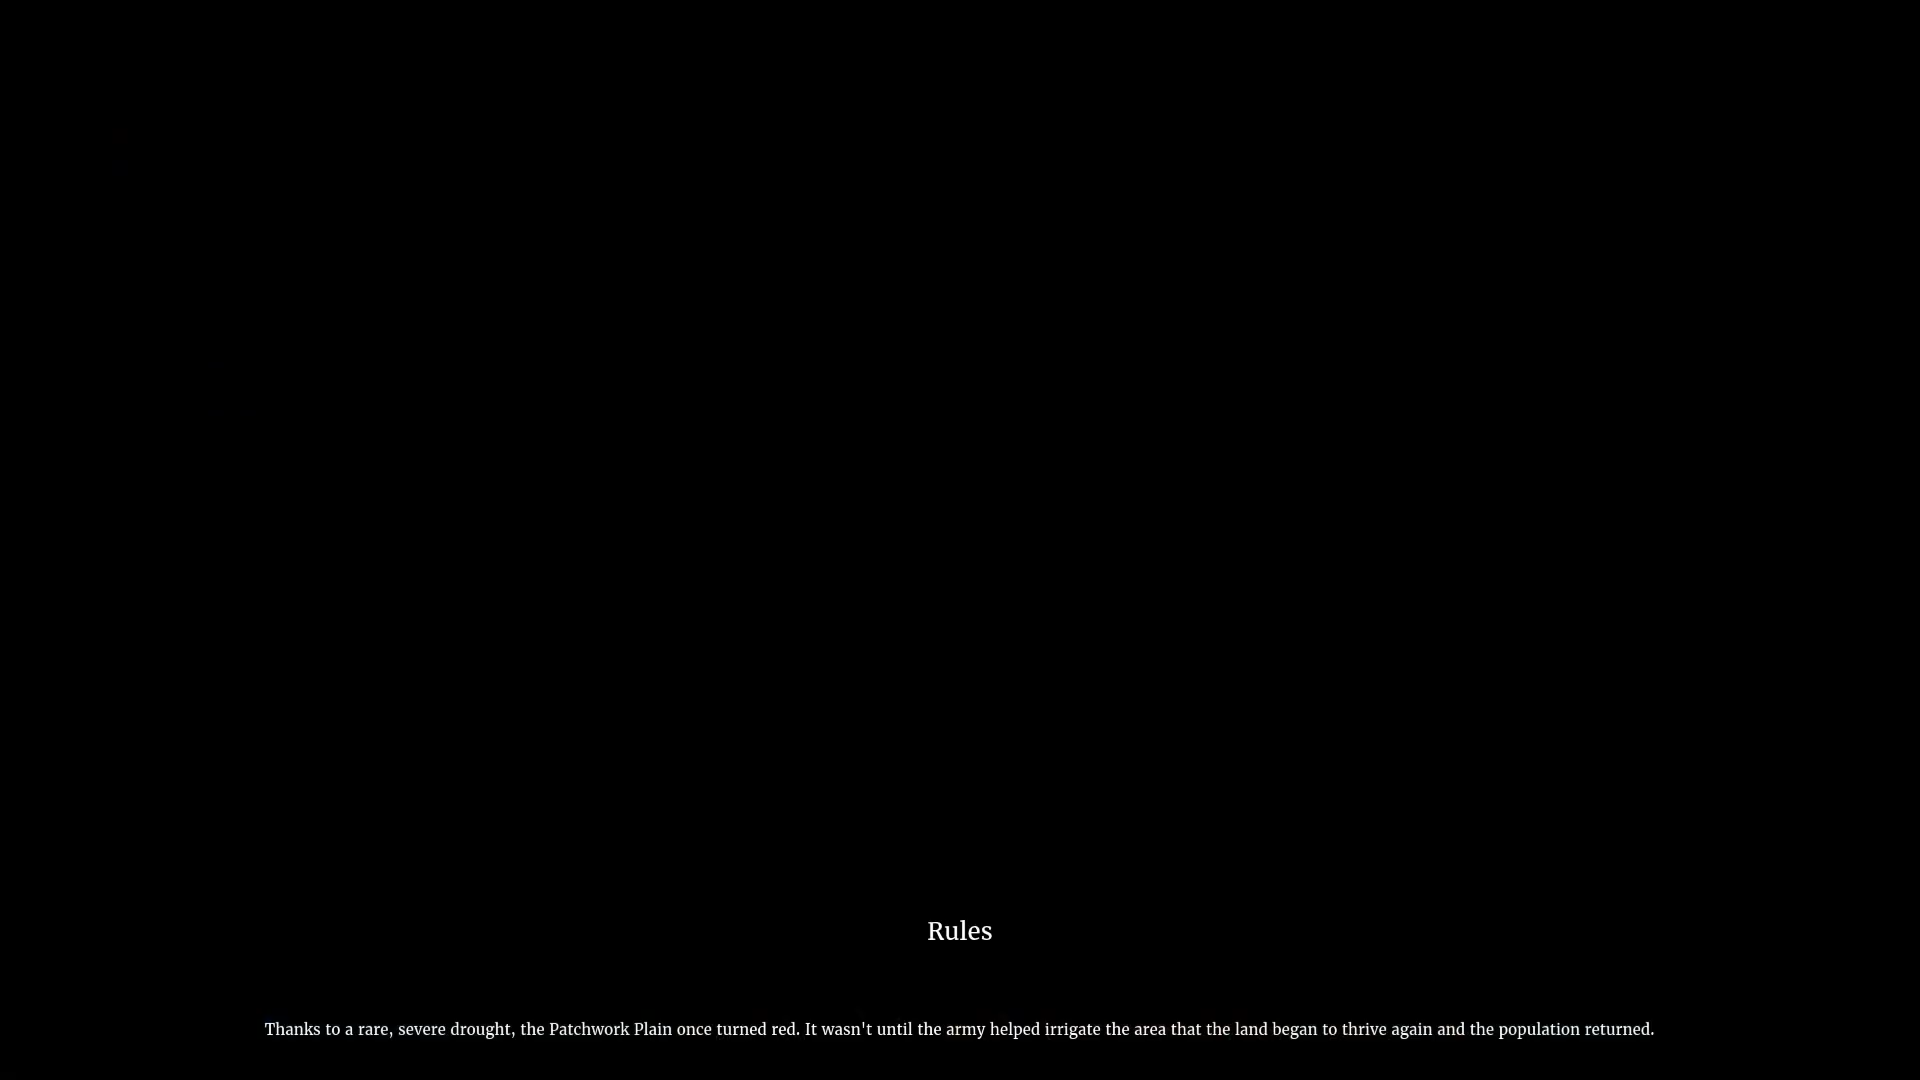 Rules
Thanks to a rare, severe drought, the Patchwork Plain once turned red. It wasn't until the army helped irrigate the area that the land began to thrive again and the population returned.